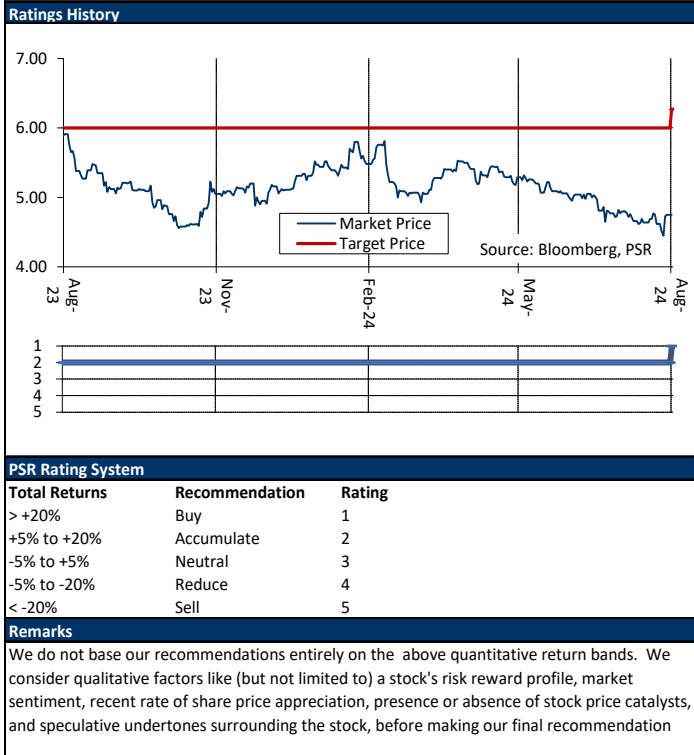 Ratings History
7.00
6.00
5.00
4.00
Market Price
Target Price
Source: Bloomberg, PSR
Aug-
23
Nov-
23
Feb-24
May-
24
Aug-
24
1
2
3
4
5
PSR Rating System
Total Returns Recommendation Rating
> +20% Buy 1
+5% to +20% Accumulate 2
-5% to +5% Neutral 3
-5% to -20% Reduce 4
< -20% Sell 5
Remarks
We do not base our recommendations entirely on the above quantitative return bands. We
consider qualitative factors like (but not limited to) a stock's risk reward profile, market
sentiment, recent rate of share price appreciation, presence or absence of stock price catalysts,
and speculative undertones surrounding the stock, before making our final recommendation